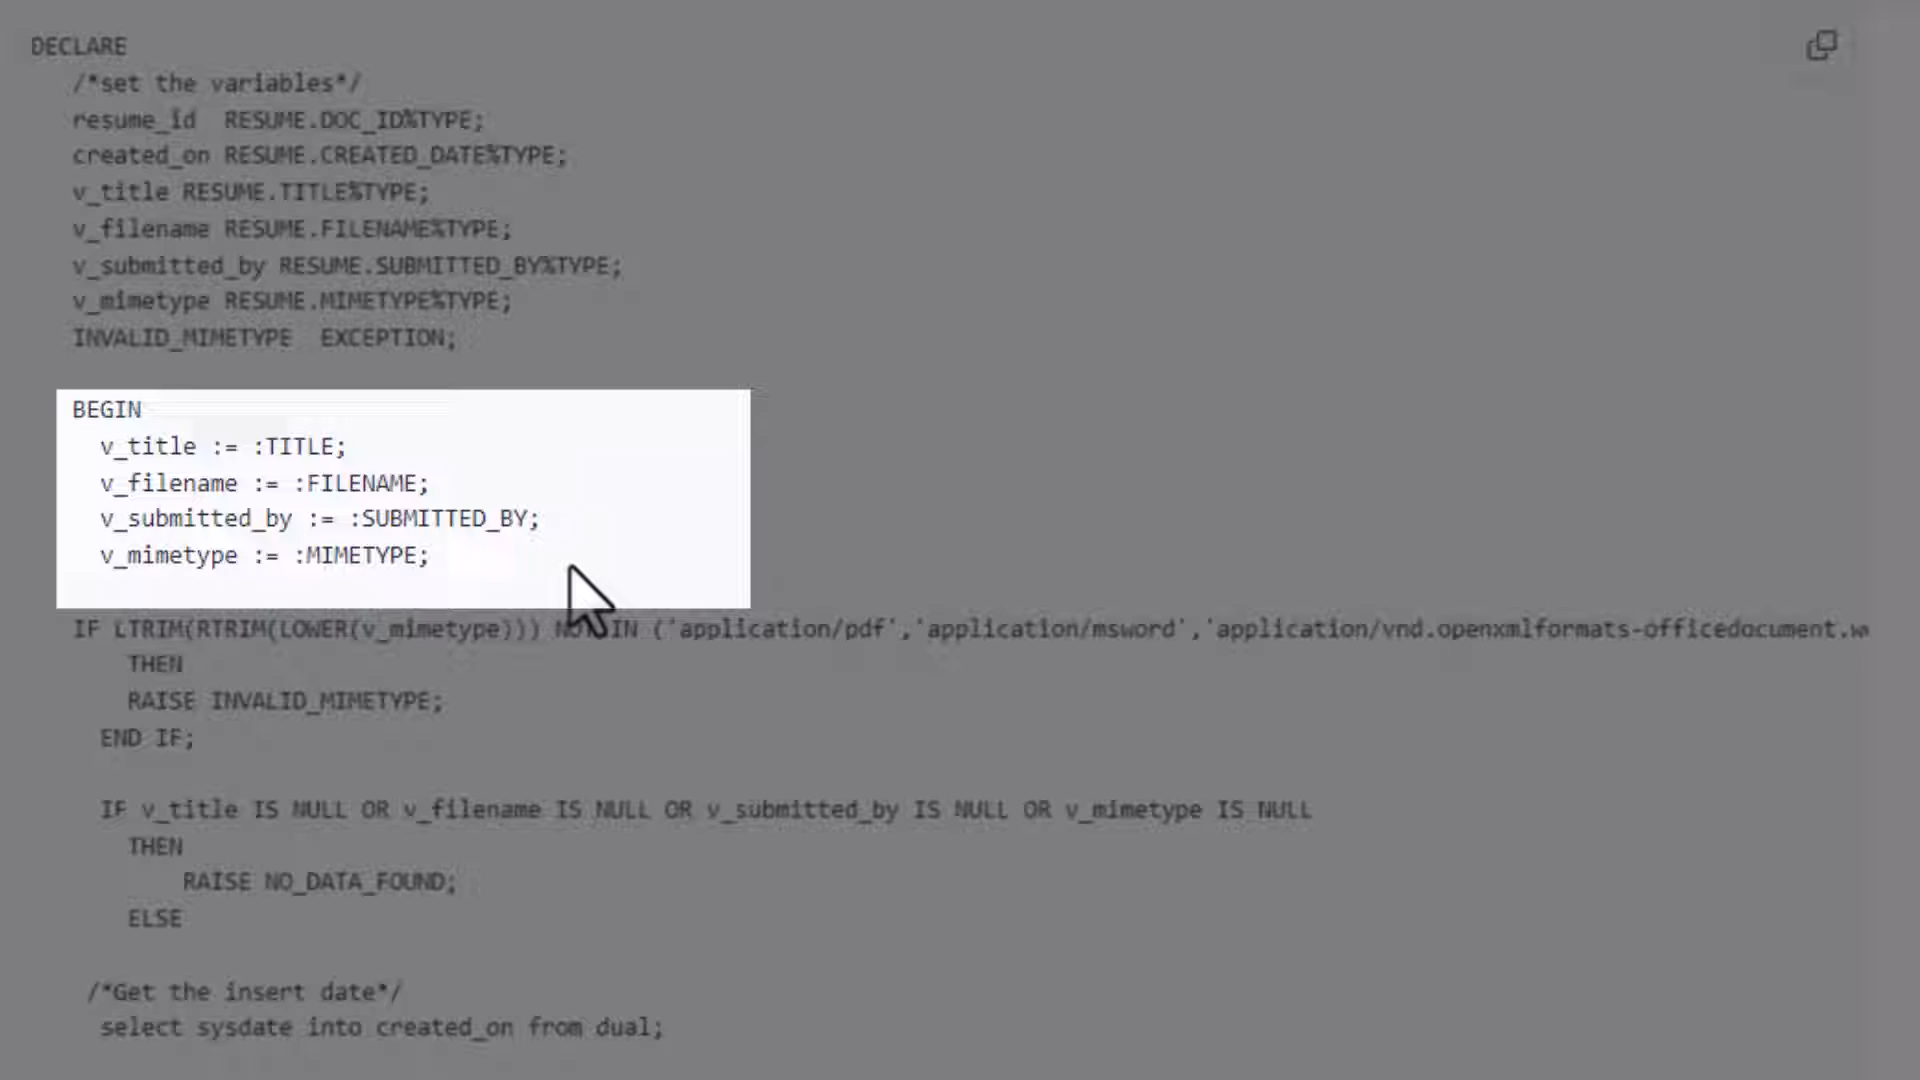 DECLARE
/*set the variables*/
resume_id  RESUME.DOC_ID%TYPE;
created_on RESUME.CREATED_DATE%TYPE;
v_title RESUME.TITLE%TYPE;
v_filename RESUME.FILENAME%TYPE;
v_submitted_by RESUME.SUBMITTED_BY%TYPE;
v_mimetype RESUME.MIMETYPE%TYPE;
INVALID_MIMETYPE  EXCEPTION;
BEGIN
v_title := :TITLE;
v_filename := :FILENAME;
v_submitted_by := :SUBMITTED_BY;
v_mimetype := :MIMETYPE;
IF LTRIM(RTRIM(LOWER(v_mimetype))) NOT IN ('application/pdf','application/msword','application/vnd.openxmlformats-officedocument.w
THEN
RAISE INVALID_MIMETYPE;
END IF;
IF v_title IS NULL OR v_filename IS NULL OR v_submitted_by IS NULL OR v_mimetype IS NULL
THEN
RAISE NO_DATA_FOUND;
ELSE
/*Get the insert date*/
select sysdate into created_on from dual;